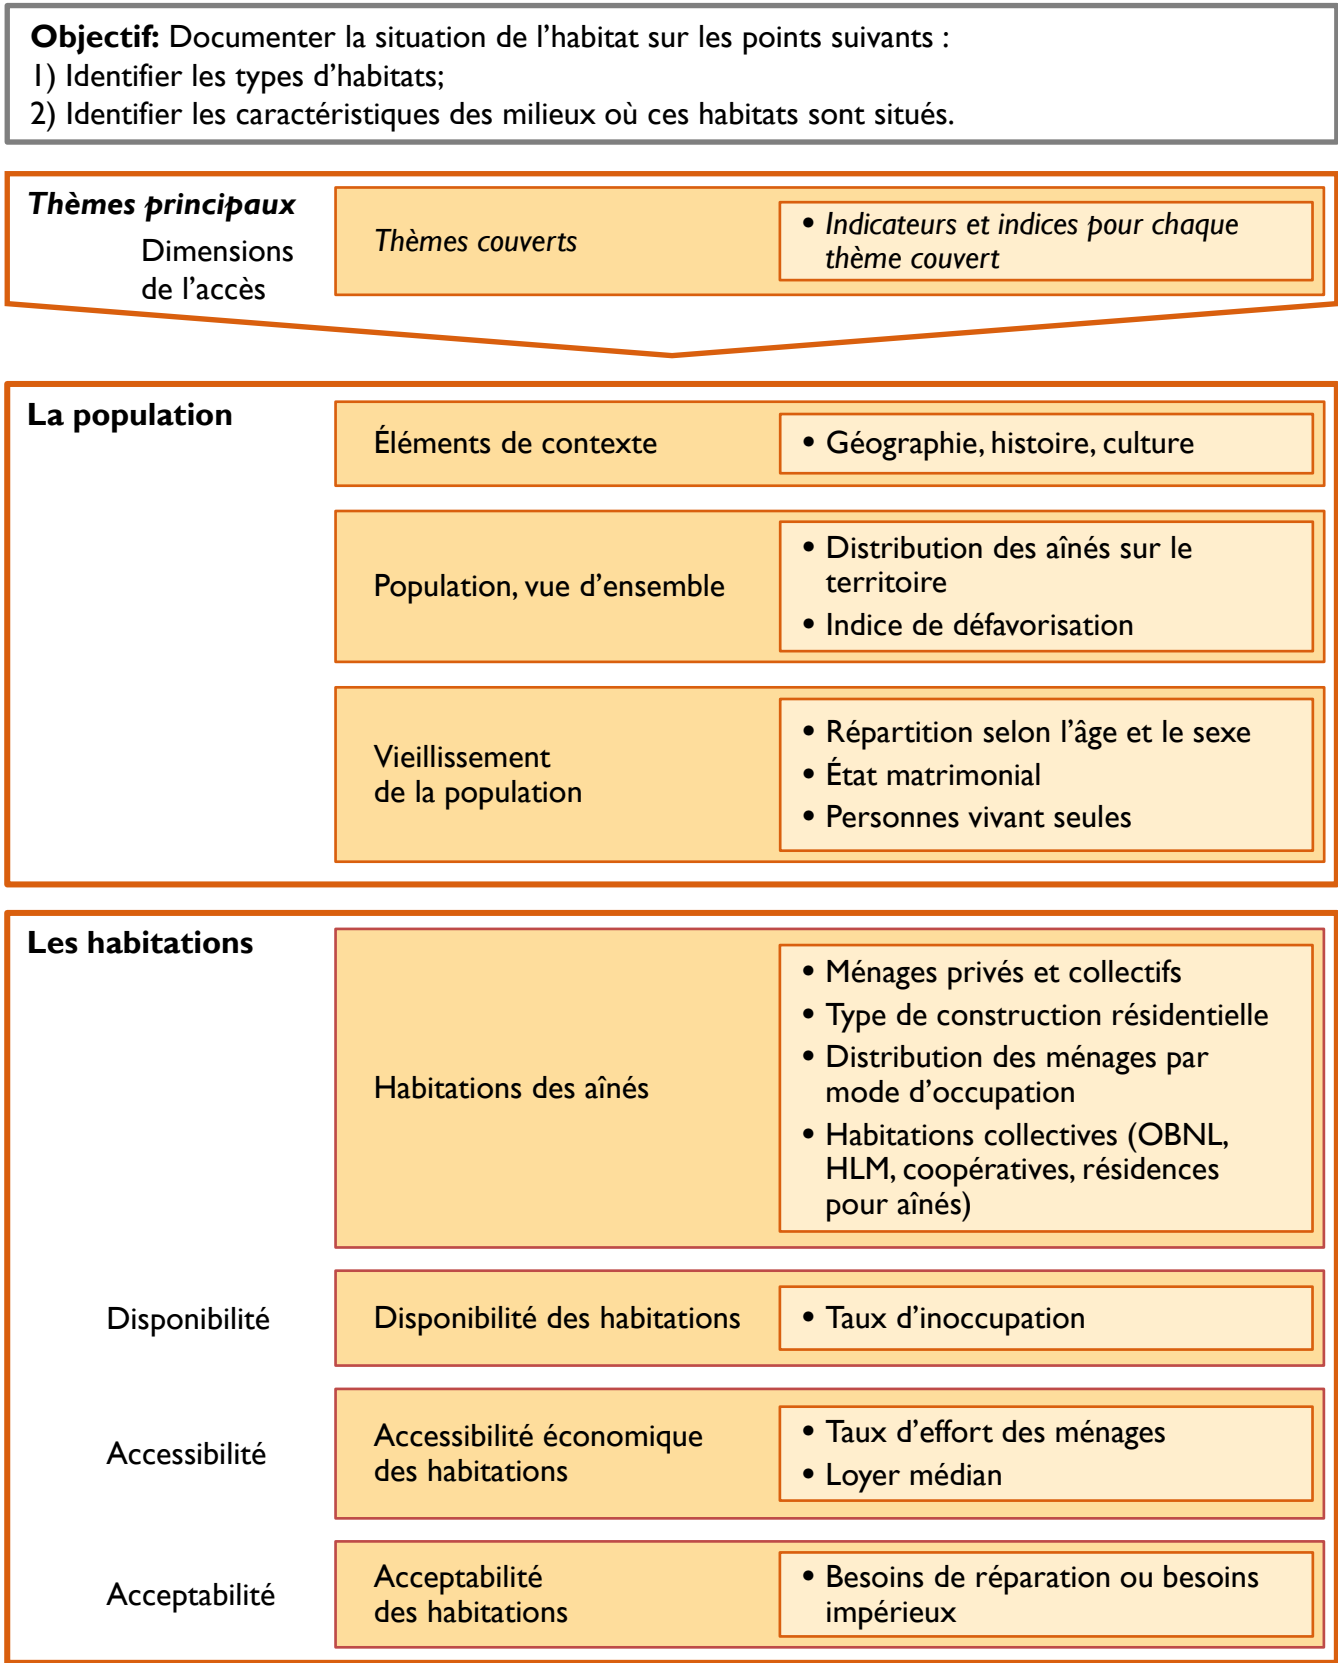 Objectif: Documenter la situation de l’habitat sur les points suivants :
1) Identifier les types d’habitats;
2) Identifier les caractéristiques des milieux où ces habitats sont situés.
Thèmes principaux
Dimensions
de l’accès
Thèmes couverts
• Indicateurs et indices pour chaque
thème couvert
La population
Éléments de contexte
• Géographie, histoire, culture
Population, vue d’ensemble
• Distribution des aînés sur le
territoire
• Indice de défavorisation
Vieillissement
de la population
• Répartition selon l’âge et le sexe
• État matrimonial
• Personnes vivant seules
Les habitations
Habitations des aînés
• Ménages privés et collectifs
• Type de construction résidentielle
• Distribution des ménages par
mode d’occupation
• Habitations collectives (OBNL,
HLM, coopératives, résidences
pour aînés)
Disponibilité
Disponibilité des habitations
• Taux d’inoccupation
Accessibilité
Accessibilité économique
des habitations
• Taux d’effort des ménages
• Loyer médian
Acceptabilité
Acceptabilité
des habitations
• Besoins de réparation ou besoins
impérieux